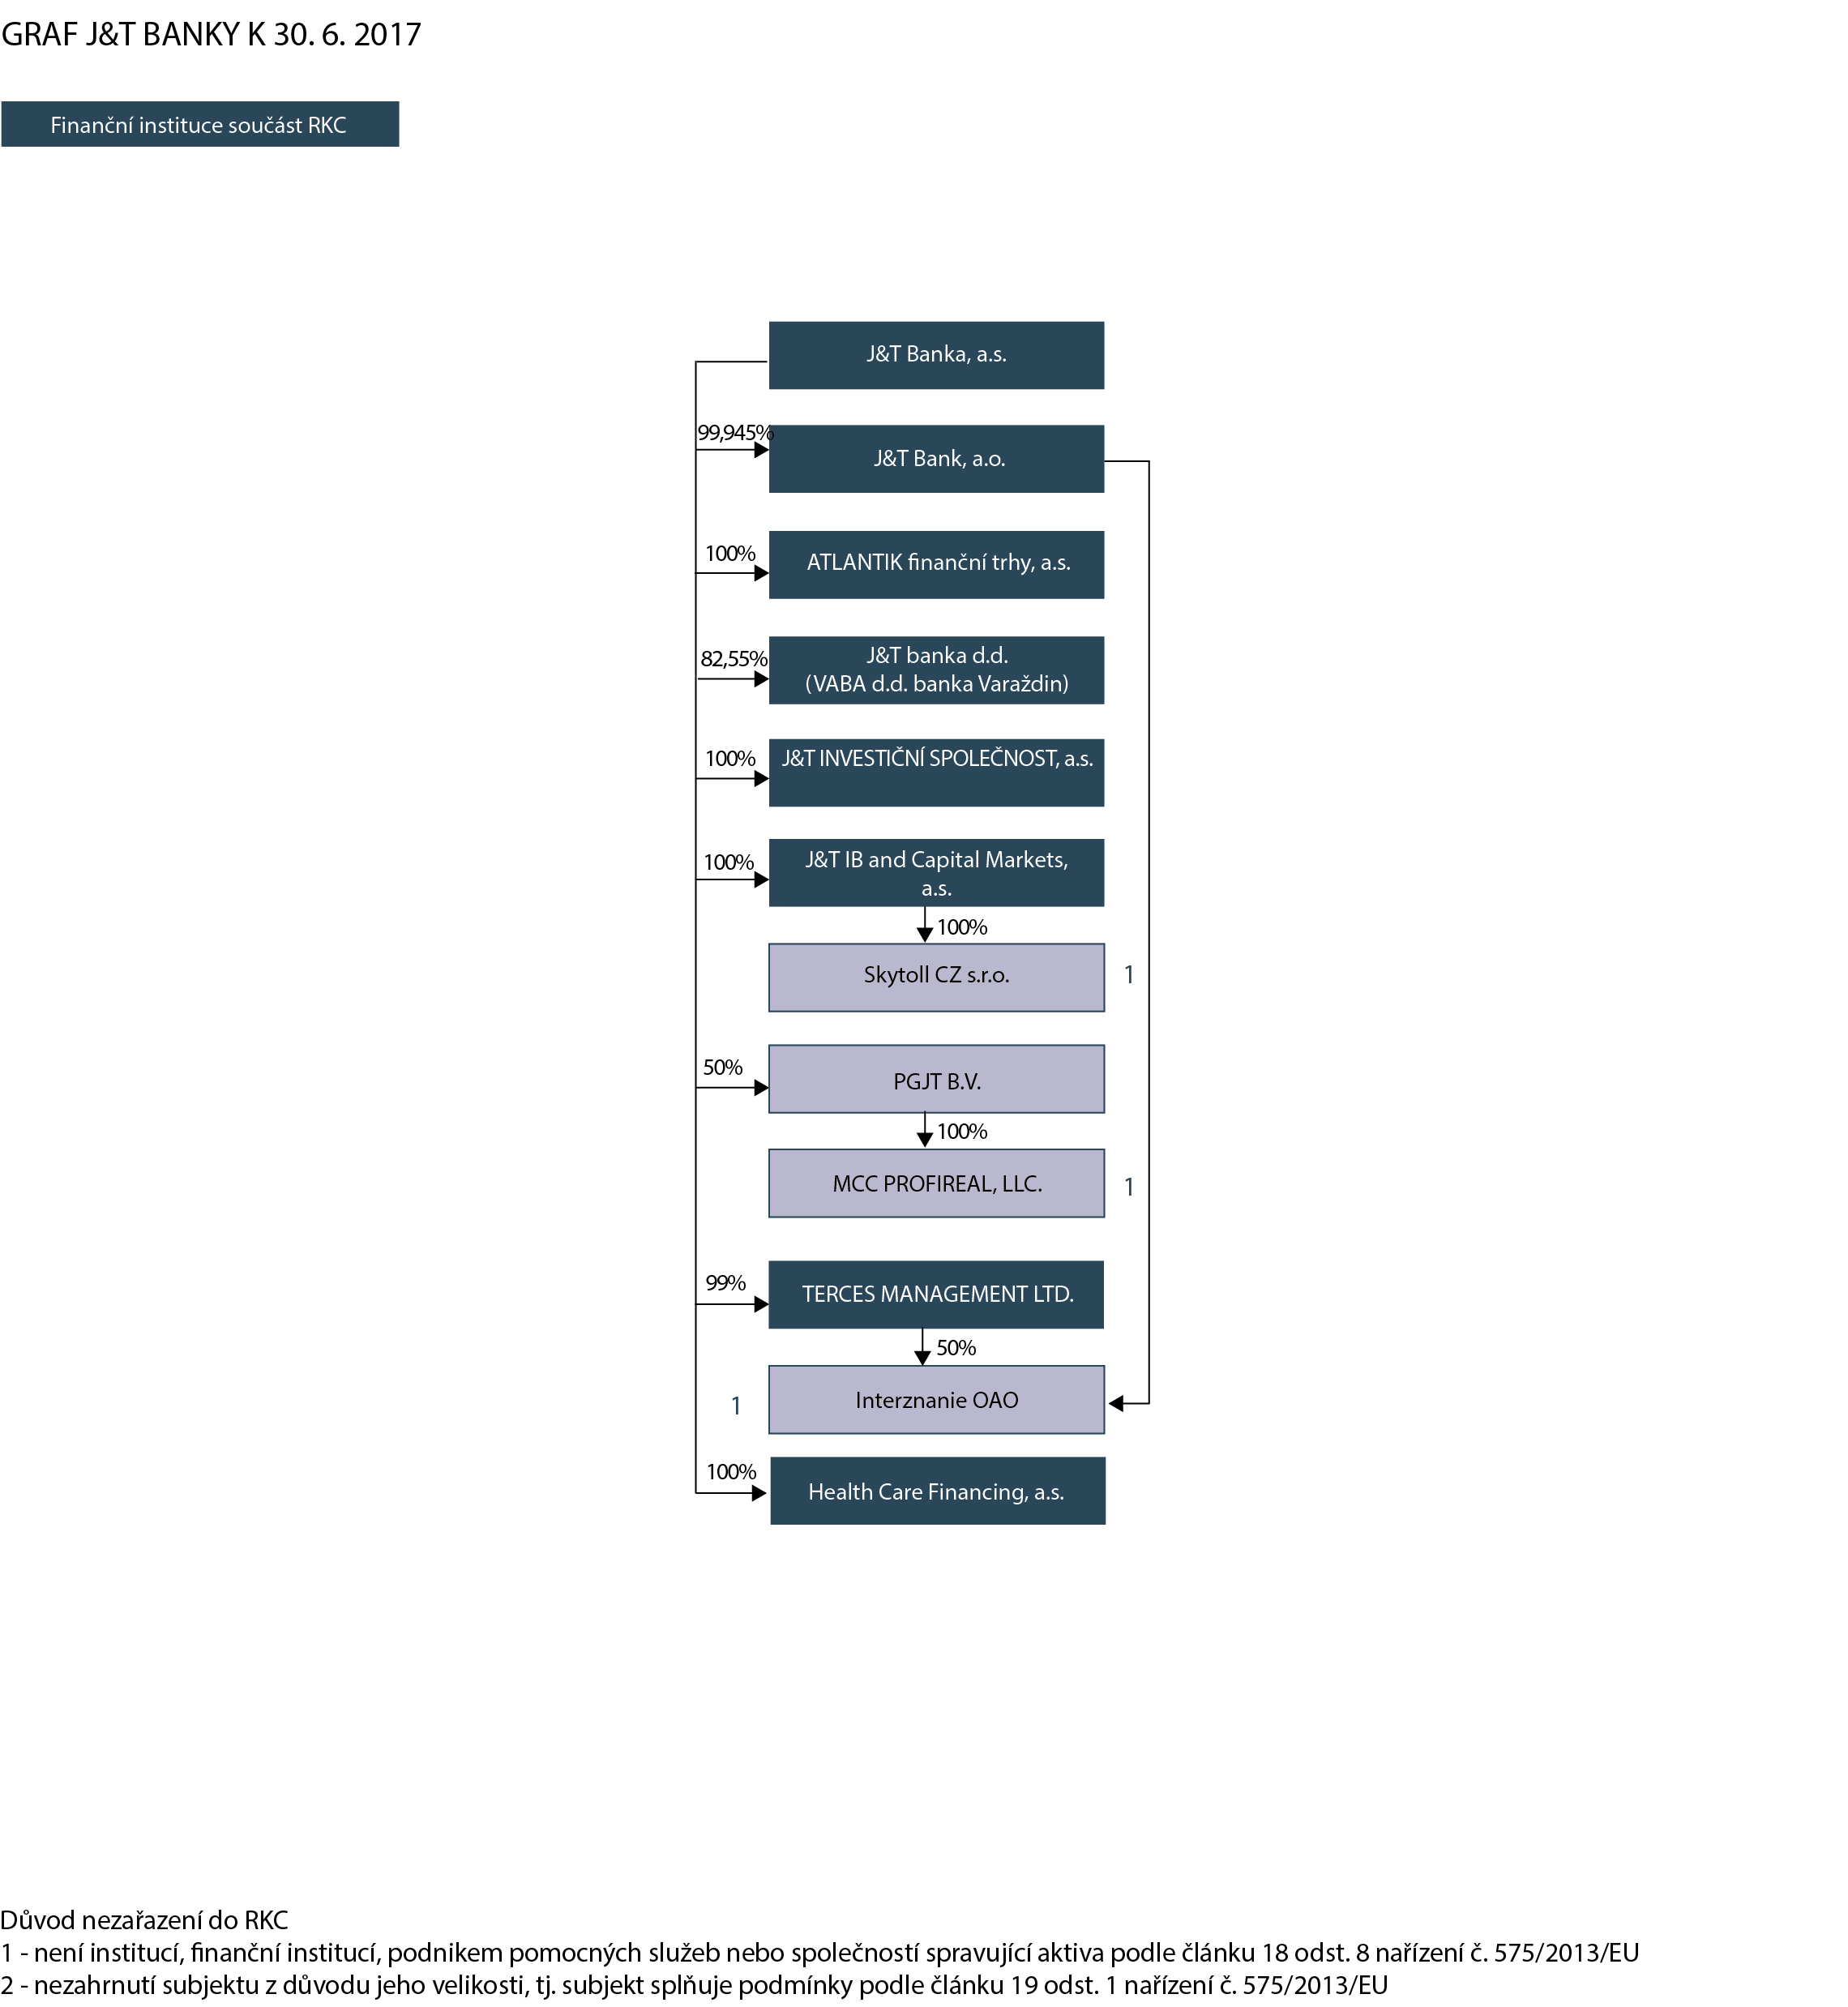 GRAF J&T BANKY K 30. 6. 2017
Finanční instituce součást RKC
J&T Banka, a.s.
99,945%
J&T Bank, a.o.
100%
ATLANTIK finanční trhy, a.s.
82,55%
J&T banka d.d.
(VABA d.d. banka Varaždin)
100%
J&T INVESTIČNÍ SPOLEČNOST, a.s.
100%
J&T IB and Capital Markets,
a.s.
100%
Skytoll CZ s.r.o.
1
50%
PGJT B.V.
100%
MCC PROFIREAL, LLC.
1
99%
TERCES MANAGEMENT LTD.
50%
1
Interznanie OAO
100%
Health Care Financing, a.s.
Důvod nezařazení do RKC
1 - není institucí, finanční institucí, podnikem pomocných služeb nebo společností spravující aktiva podle článku 18 odst. 8 nařízení č. 575/2013/EU
2 - nezahrnutí subjektu z důvodu jeho velikosti, tj. subjekt splňuje podmínky podle článku 19 odst. 1 nařízení č. 575/2013/EU